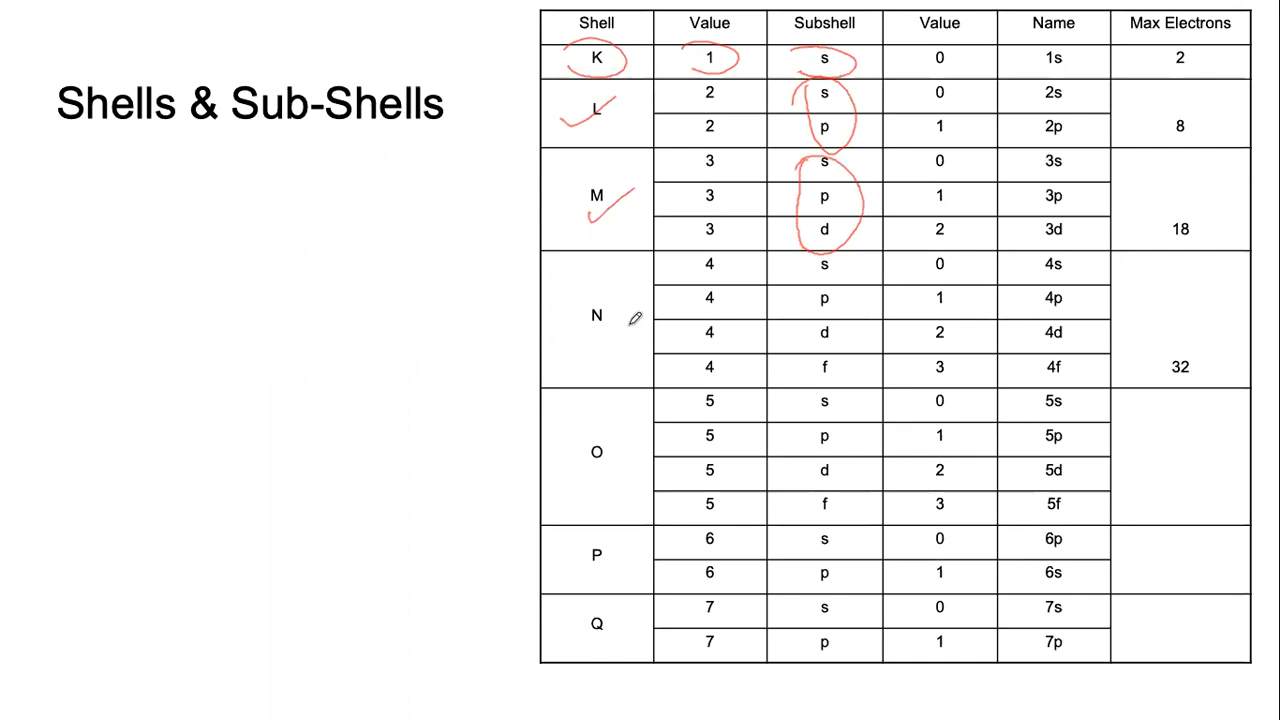 Shells & Sub-Shells
Shell Value Subshell Value Name Max Electrons
K 1 s 0 1s 2
L 2 s 0 2s
2 p 1 2p 8
3 s 0 3s
M 3 p 1 3p
3 d 2 3d 18
4 s 0 4s
4 p 1 4p
N
4 d 2 4d
4 f 3 4f 32
5 s 0 5s
5 p 1 5p
O
5 d 2 5d
5 f 3 5f
6 s 0 6p
P
6 p 1 6s
7 s 0 7s
Q
7 p 1 7p